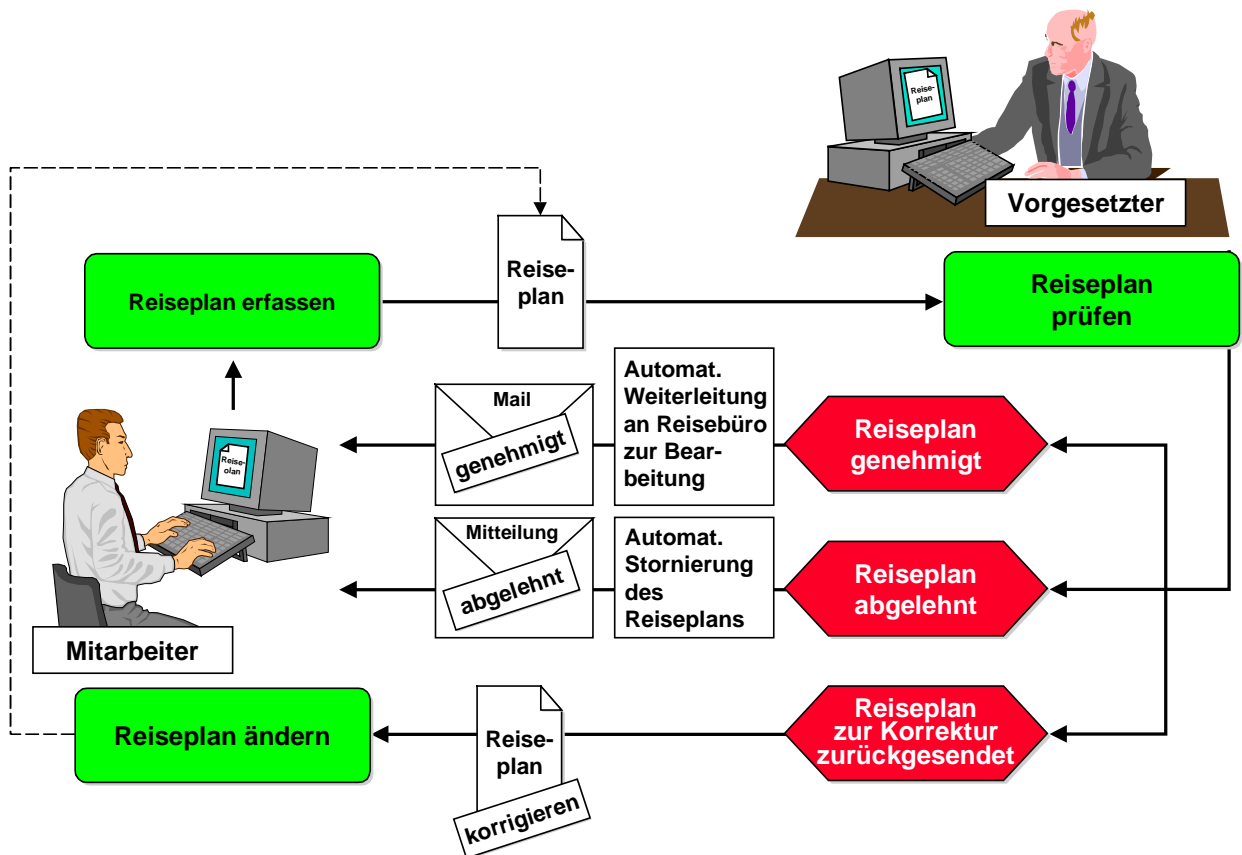 Reise-
plan
Vorgesetzter
Reiseplan erfassen
Reise-
plan
Reiseplan
prüfen
Mail
genehmigt
Automat.
Weiterleitung
an Reisebüro
zur Bear-
beitung
Reiseplan
genehmigt
Reise-
plan
Mitarbeiter
Mitteilung
abgelehnt
Automat.
Stornierung
des
Reiseplans
Reiseplan
abgelehnt
Reiseplan ändern
Reise-
plan
korrigieren
Reiseplan
zur Korrektur
zurückgesendet